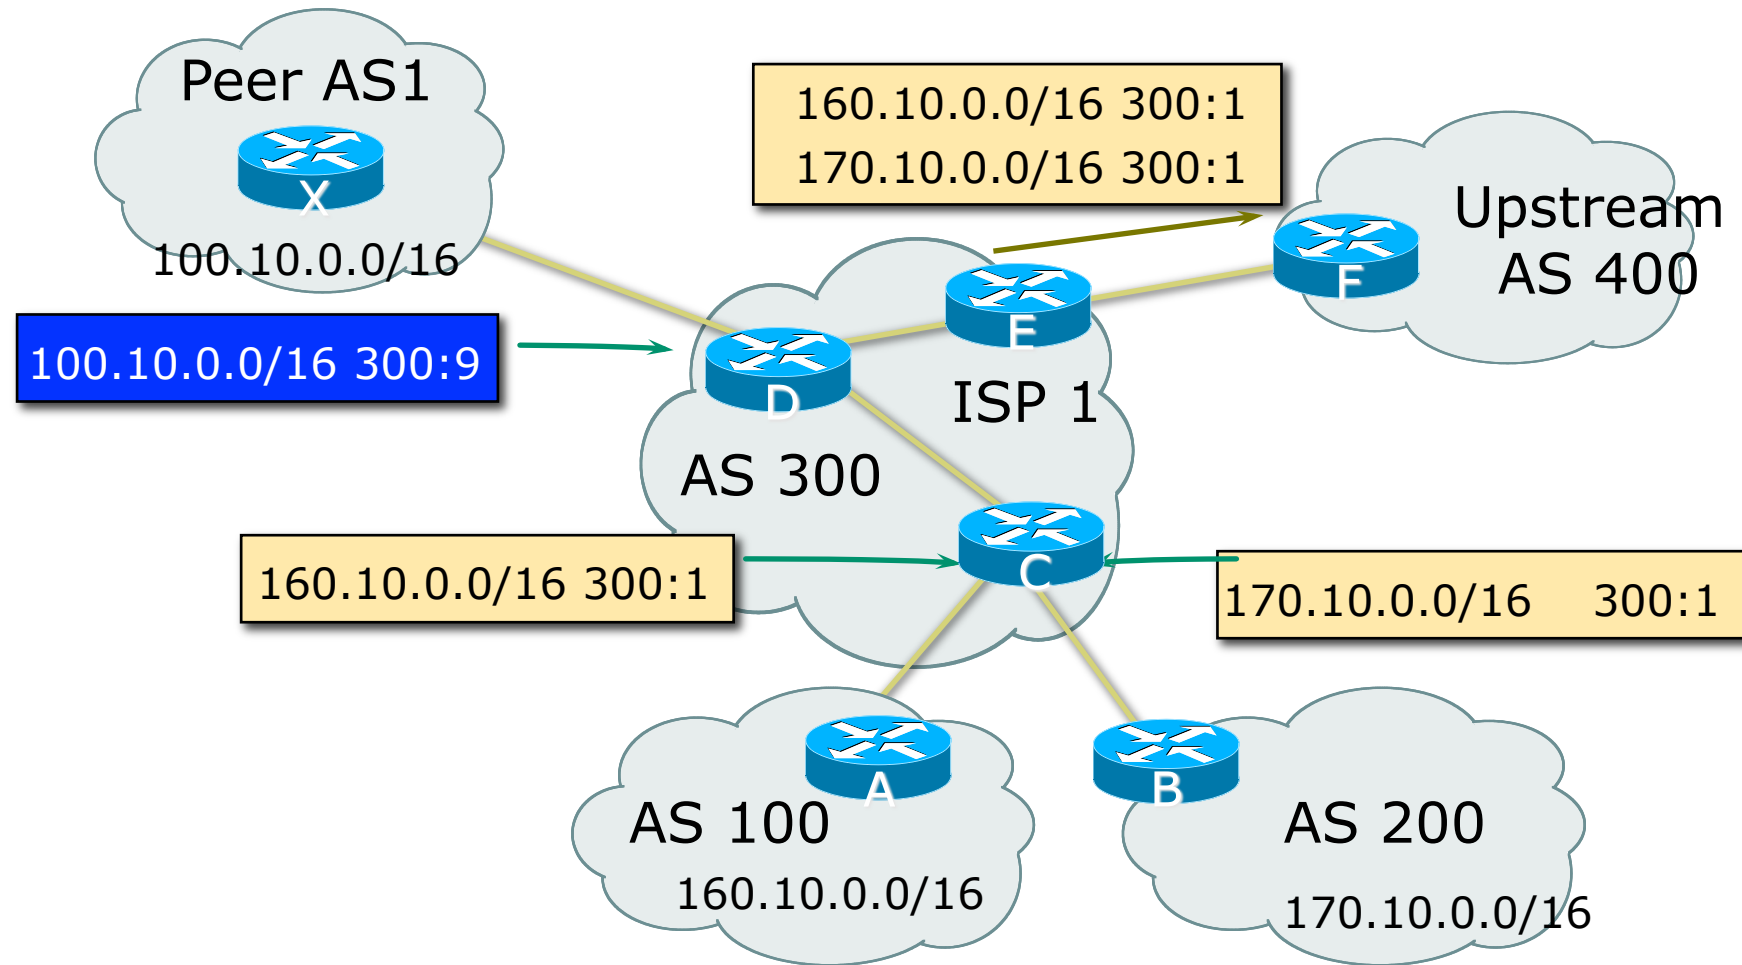 Peer AS1
X
100.10.0.0/16
160.10.0.0/16 300:1
170.10.0.0/16 300:1
Upstream
AS 400
F
E
100.10.0.0/16 300:9
D
ISP 1
AS 300
160.10.0.0/16 300:1
C
170.10.0.0/16 300:1
A
AS 100
160.10.0.0/16
B
AS 200
170.10.0.0/16